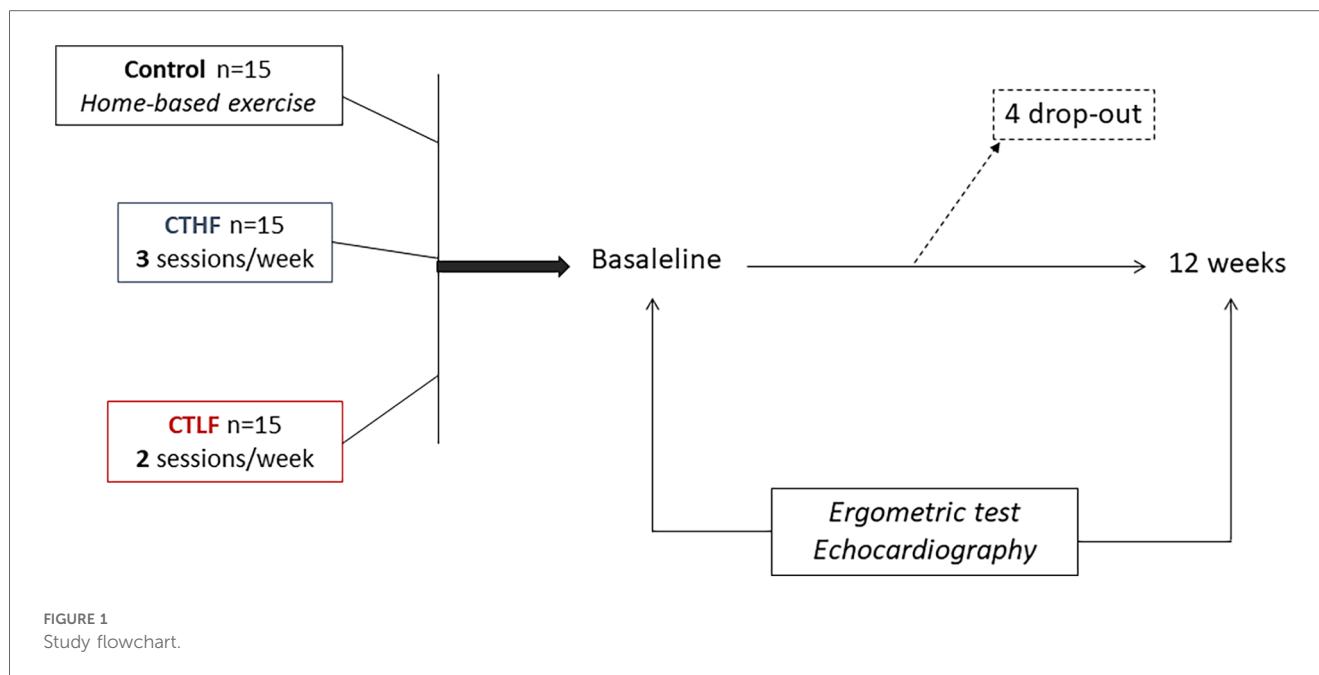 Control n=15
Home-based exercise
4 drop-out
CTHF n=15
3 sessions/week
Basaleline
12 weeks
CTLF n=15
2 sessions/week
Ergometric test
Echocardiography
FIGURE 1
Study flowchart.